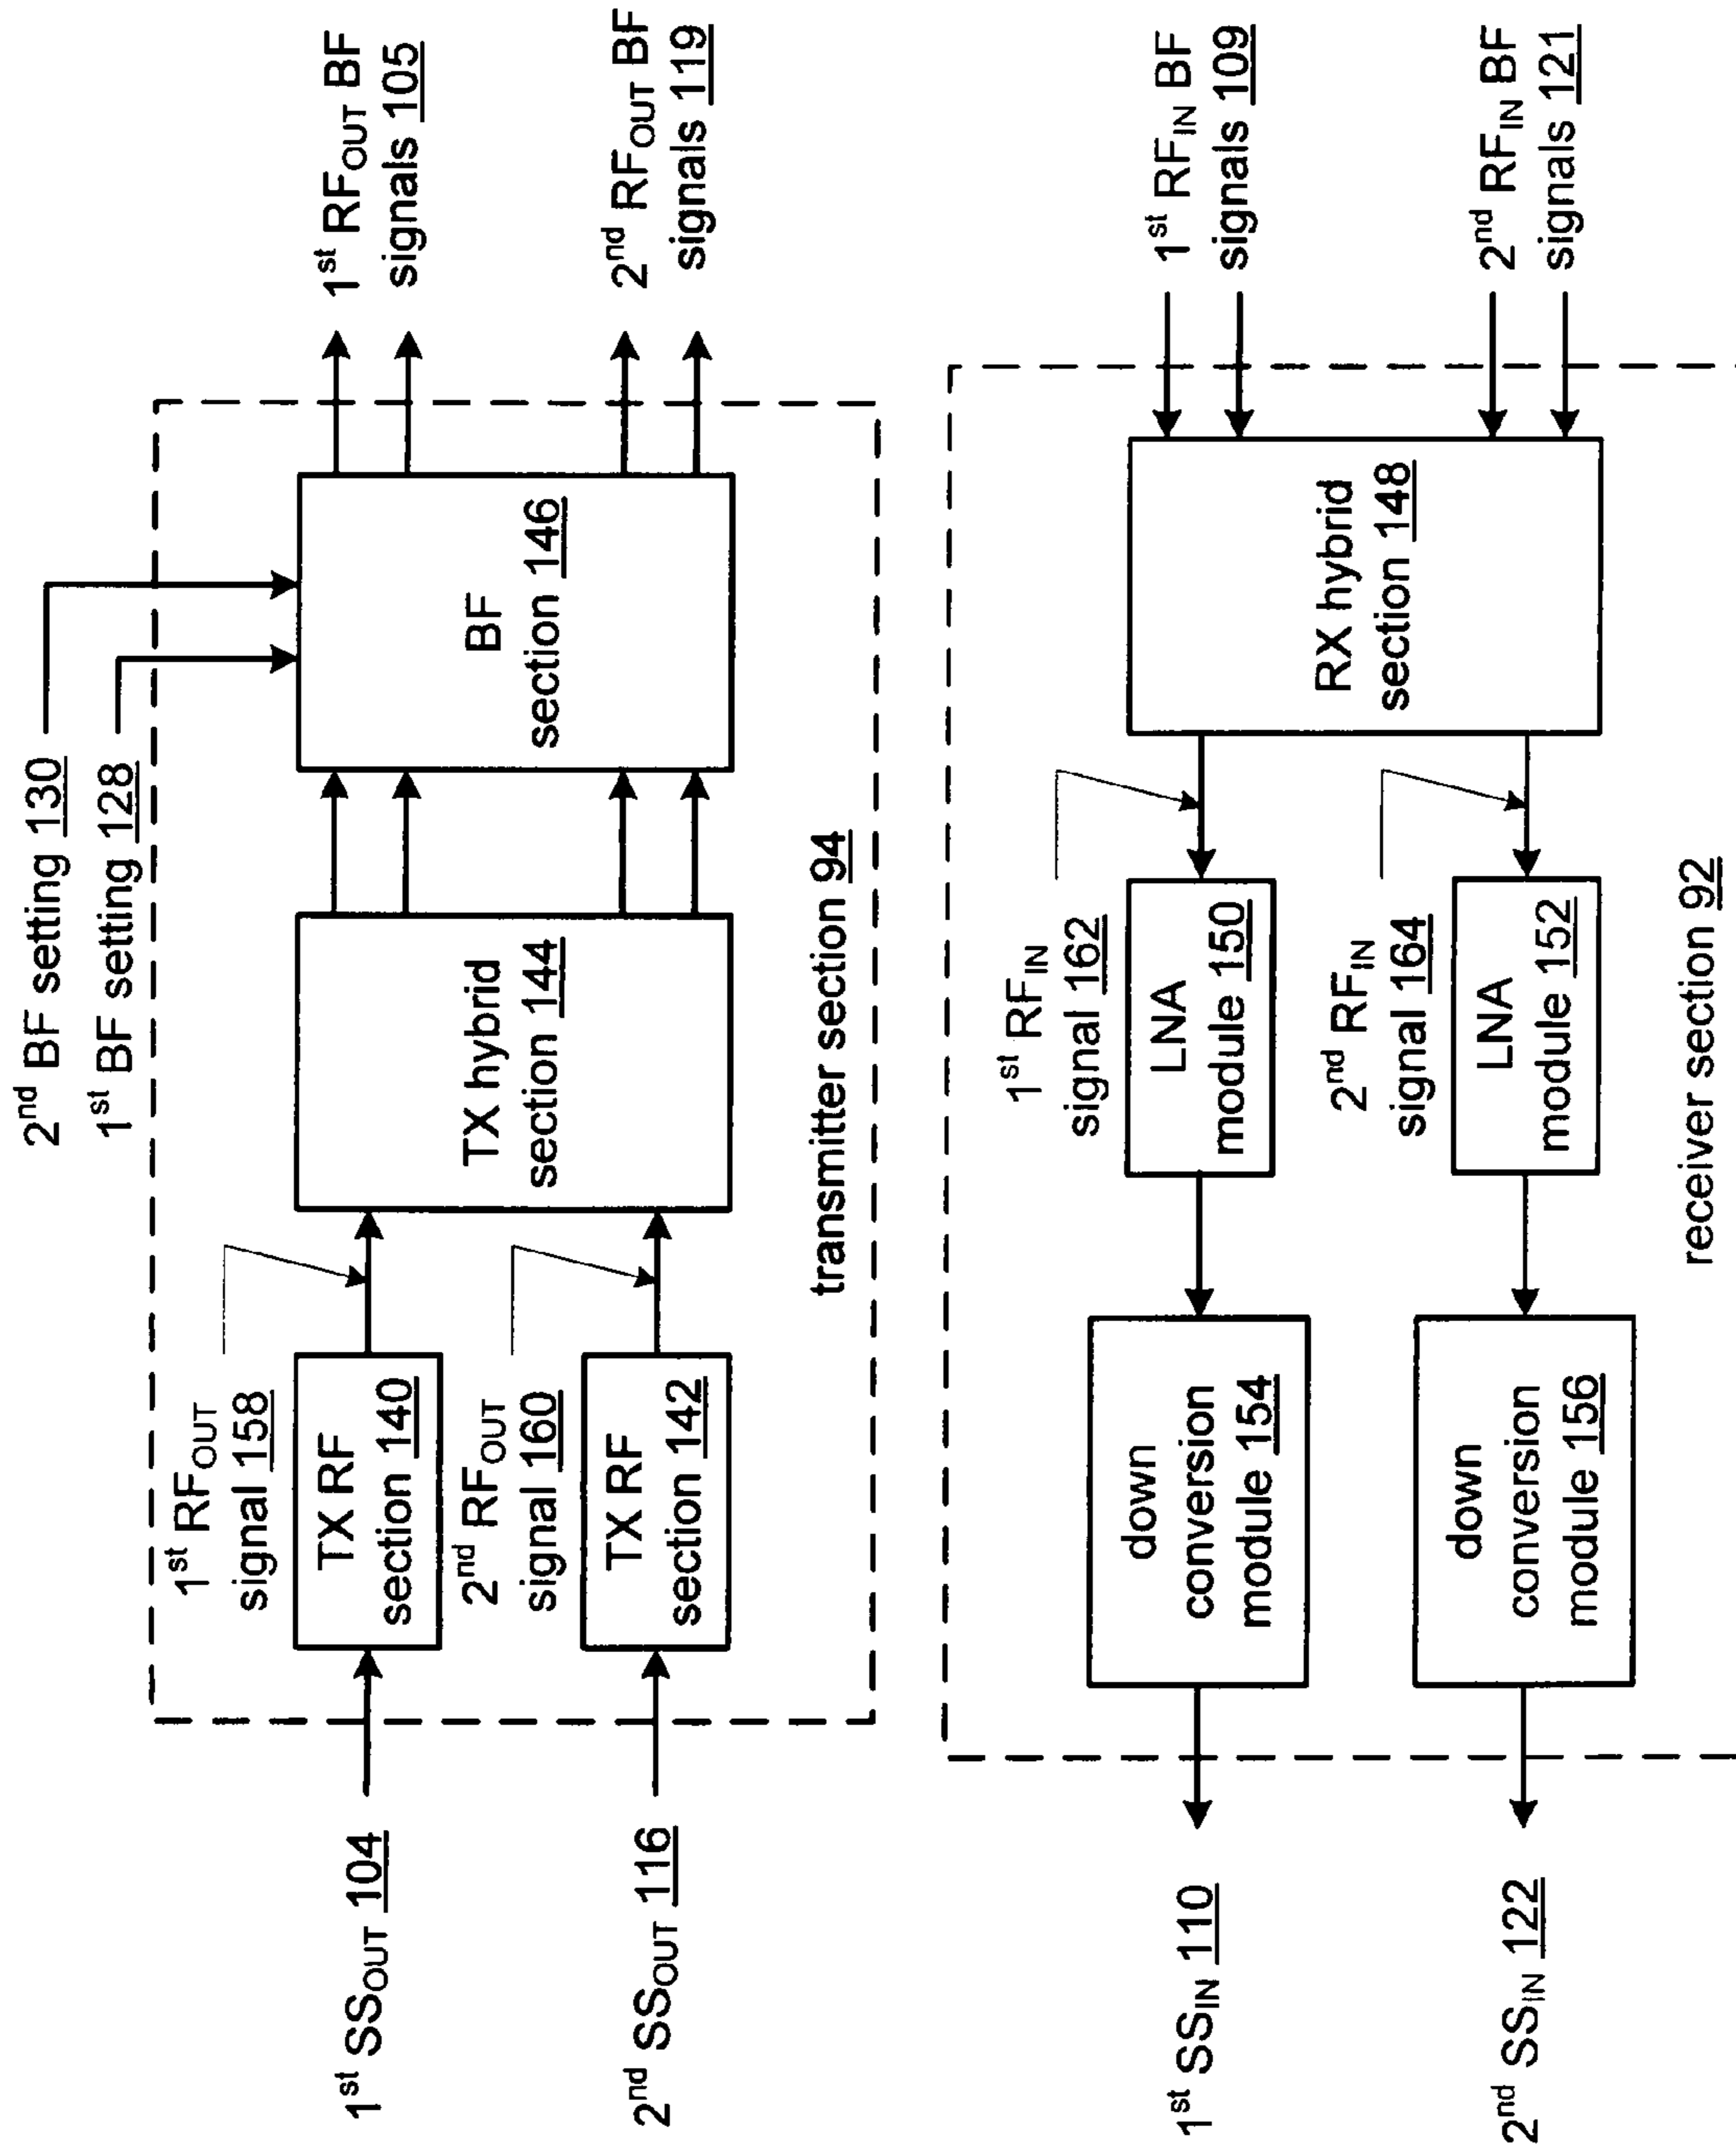 2nd BF setting 130
1st BF setting 128
1st RFOUT
signal 158
TX RF
section 140
2nd RFOUT
signal 160
TX RF
section 142
TX hybrid
section 144
BF
section 146
1st RFOUT BF
signals 105
2nd RFOUT BF
signals 119
1st SSOUT 104
2nd SSOUT 116
transmitter section 94
1st RFIN
signal 162
LNA
module 150
2nd RFIN
signal 164
LNA
module 152
down
conversion
module 154
down
conversion
module 156
RX hybrid
section 148
1st RFIN BF
signals 109
2nd RFIN BF
signals 121
1st SSIN 110
2nd SSIN 122
receiver section 92